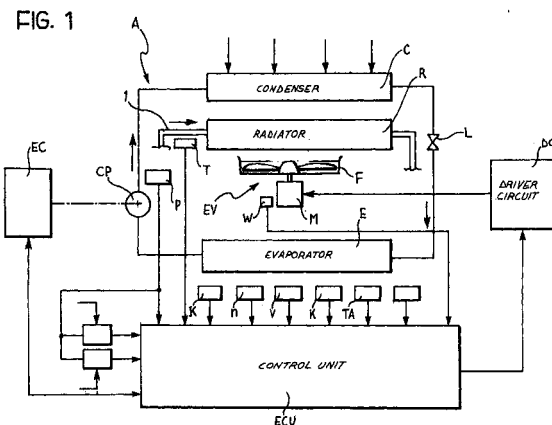 FIG. 1
A
C
CONDENSER
R
1
RADIATOR
L
EC
T
DC
CP
P
F
EV
DRIVER
CIRCUIT
W
M
E
EVAPORATOR
K
n
v
K
TA
CONTROL UNIT
ECU